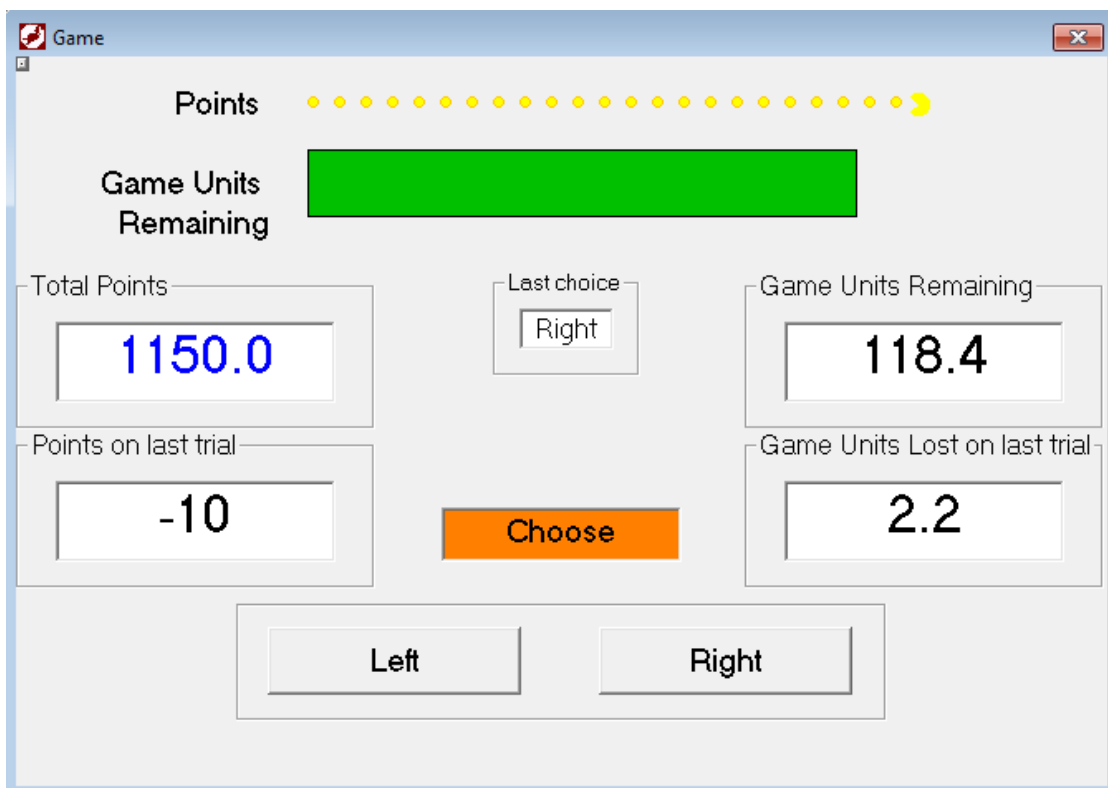 Game
Points
Game Units
Remaining
Total Points
1150.0
Last choice
Right
Game Units Remaining
118.4
Points on last trial
-10
Choose
Game Units Lost on last trial
2.2
Left
Right